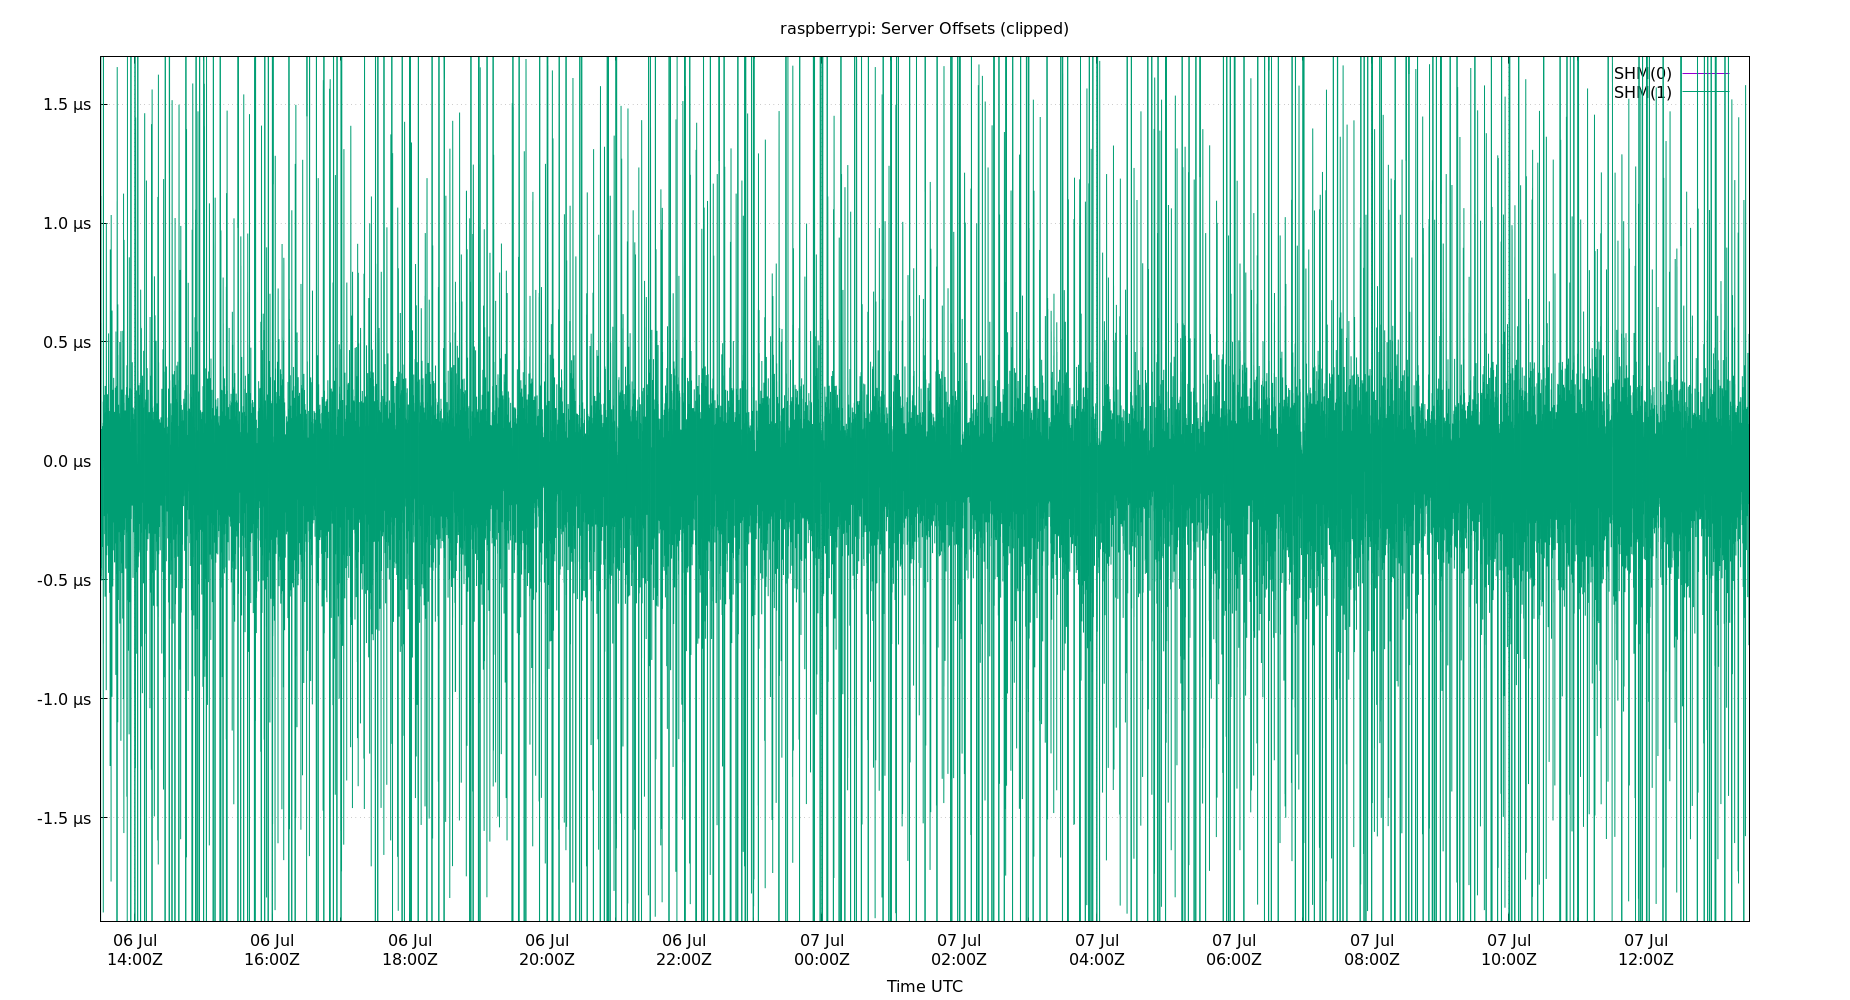 raspberrypi: Server Offsets (clipped)
SHM(0)
SHM(1)
1.5 µs
1.0 µs
0.5 µs
0.0 µs
-0.5 µs
-1.0 µs
-1.5 µs
06 Jul 06 Jul 06 Jul 06 Jul 06 Jul 07 Jul 07 Jul 07 Jul 07 Jul 07 Jul 07 Jul 07 Jul
14:00Z 16:00Z 18:00Z 20:00Z 22:00Z 00:00Z 02:00Z 04:00Z 06:00Z 08:00Z 10:00Z 12:00Z
Time UTC